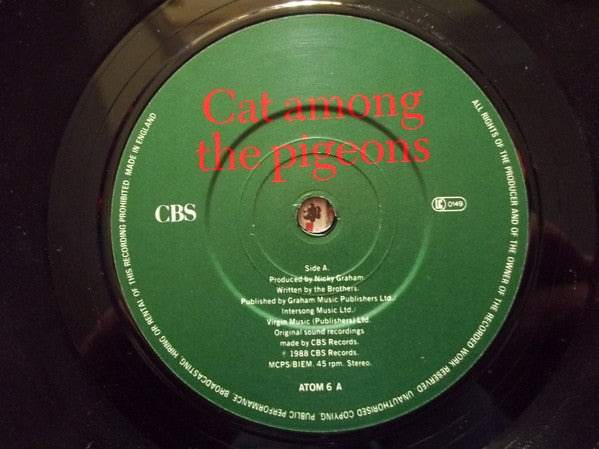 Cat among
the pigeons
CBS
LC 0149
Side A.
Produced by Nicky Graham.
Written by the Brothers.
Published by Graham Music Publishers Ltd./
Intersong Music Ltd./
Virgin Music (Publishers) Ltd.
Original sound recordings
made by CBS Records.
℗ 1988 CBS Records.
MCPS/BIEM. 45 rpm. Stereo.
ATOM 6 A
ALL RIGHTS OF THE PRODUCER AND OF THE OWNER OF THE RECORDED WORK RESERVED. UNAUTHORISED COPYING, PUBLIC PERFORMANCE, BROADCASTING, HIRING OR RENTAL OF THIS RECORDING PROHIBITED. MADE IN ENGLAND